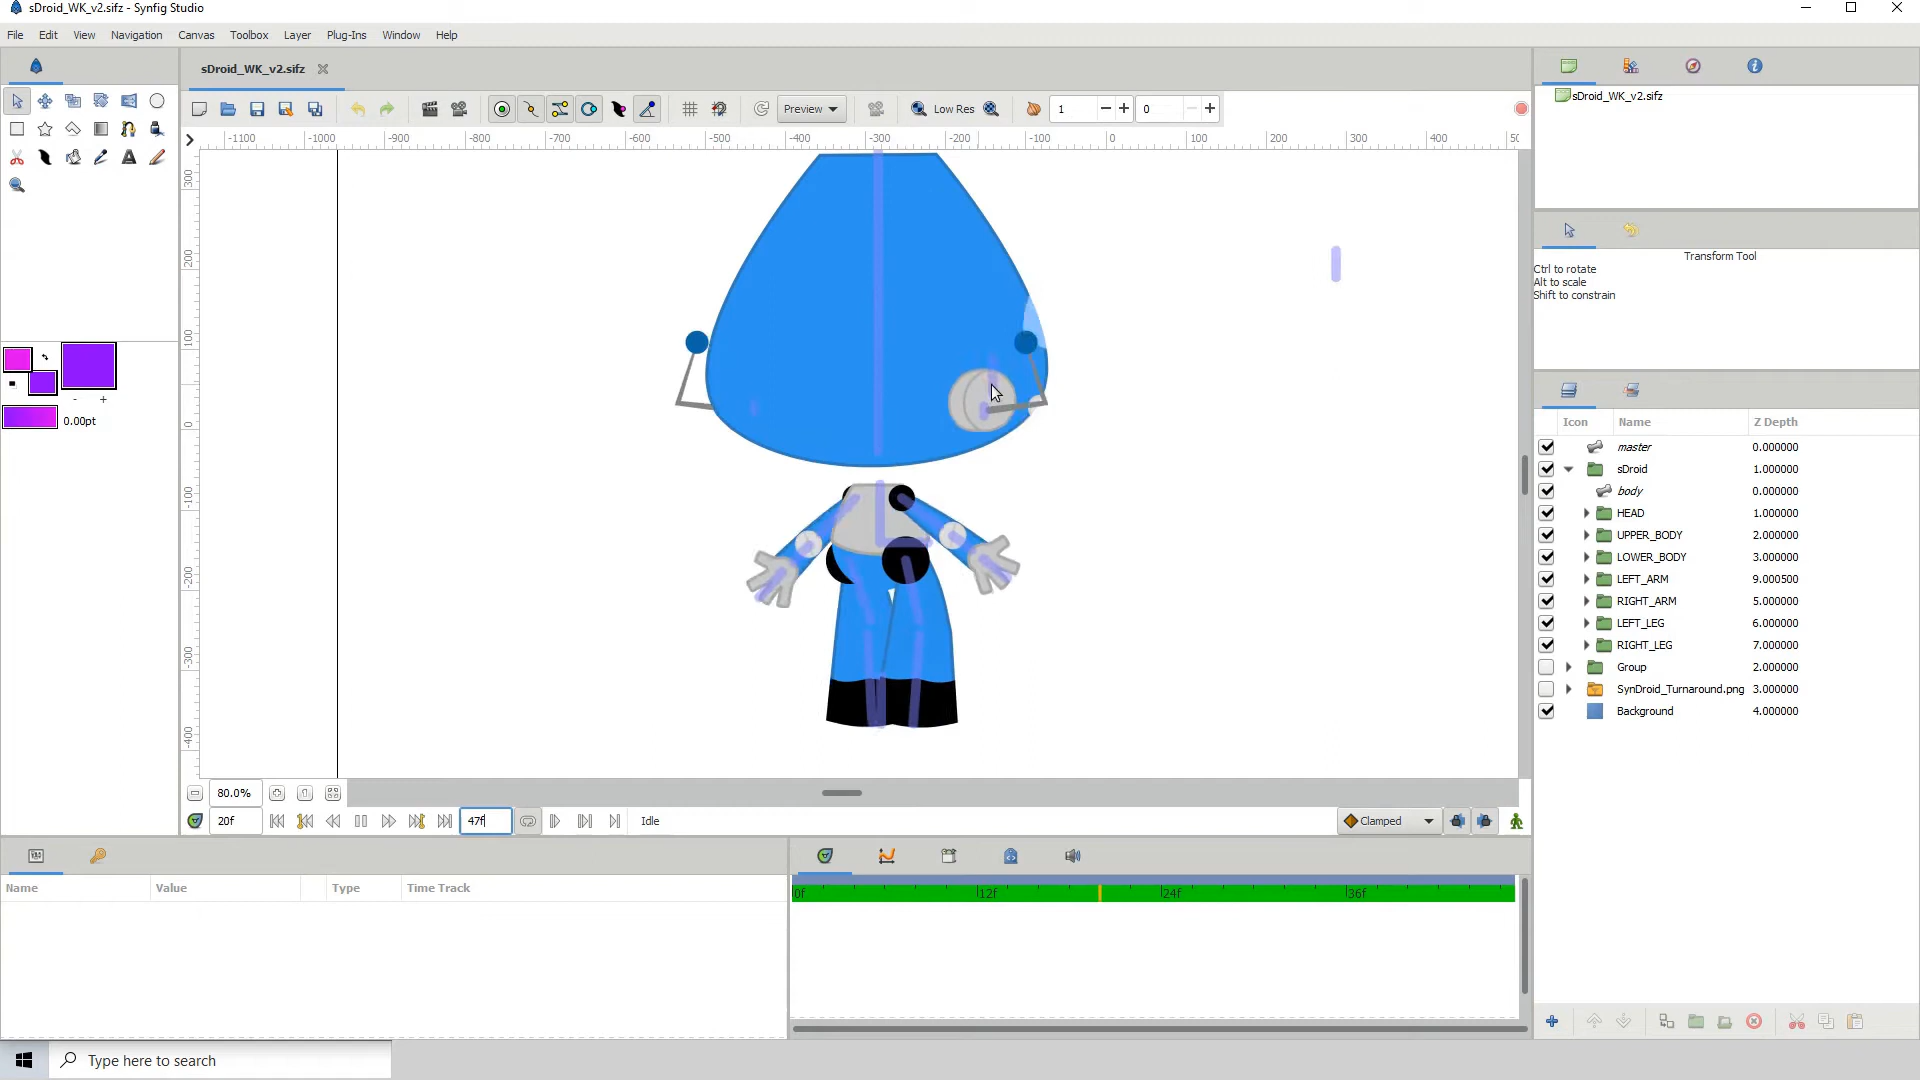 sDroid_WK_v2.sifz - Synfig Studio
File Edit View Navigation Canvas Toolbox Layer Plug-Ins Window Help
sDroid_WK_v2.sifz
Preview Low Res 1 0
-1100 -1000 -900 -800 -700 -600 -500 -400 -300 -200 -100 0 100 200 300 400
300
200
100
0
-100
-200
-300
-400
0.00pt
80.0%
20f 47f Idle Clamped
Name Value Type Time Track
0f 12f 24f 36f
sDroid_WK_v2.sifz
Transform Tool
Ctrl to rotate
Alt to scale
Shift to constrain
Icon Name Z Depth
master 0.000000
sDroid 1.000000
body 0.000000
HEAD 1.000000
UPPER_BODY 2.000000
LOWER_BODY 3.000000
LEFT_ARM 9.000500
RIGHT_ARM 5.000000
LEFT_LEG 6.000000
RIGHT_LEG 7.000000
Group 2.000000
SynDroid_Turnaround.png 3.000000
Background 4.000000
Type here to search